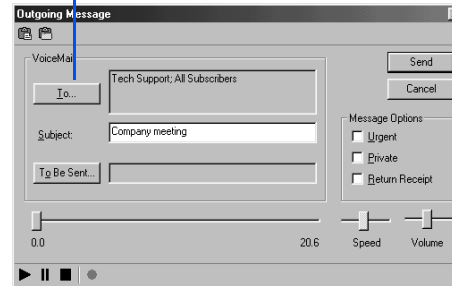 Outgoing Message
VoiceMail
Send
To...
Tech Support; All Subscribers
Cancel
Subject:
Company meeting
Message Options
Urgent
Private
Return Receipt
To Be Sent...
0.0
20.6
Speed
Volume